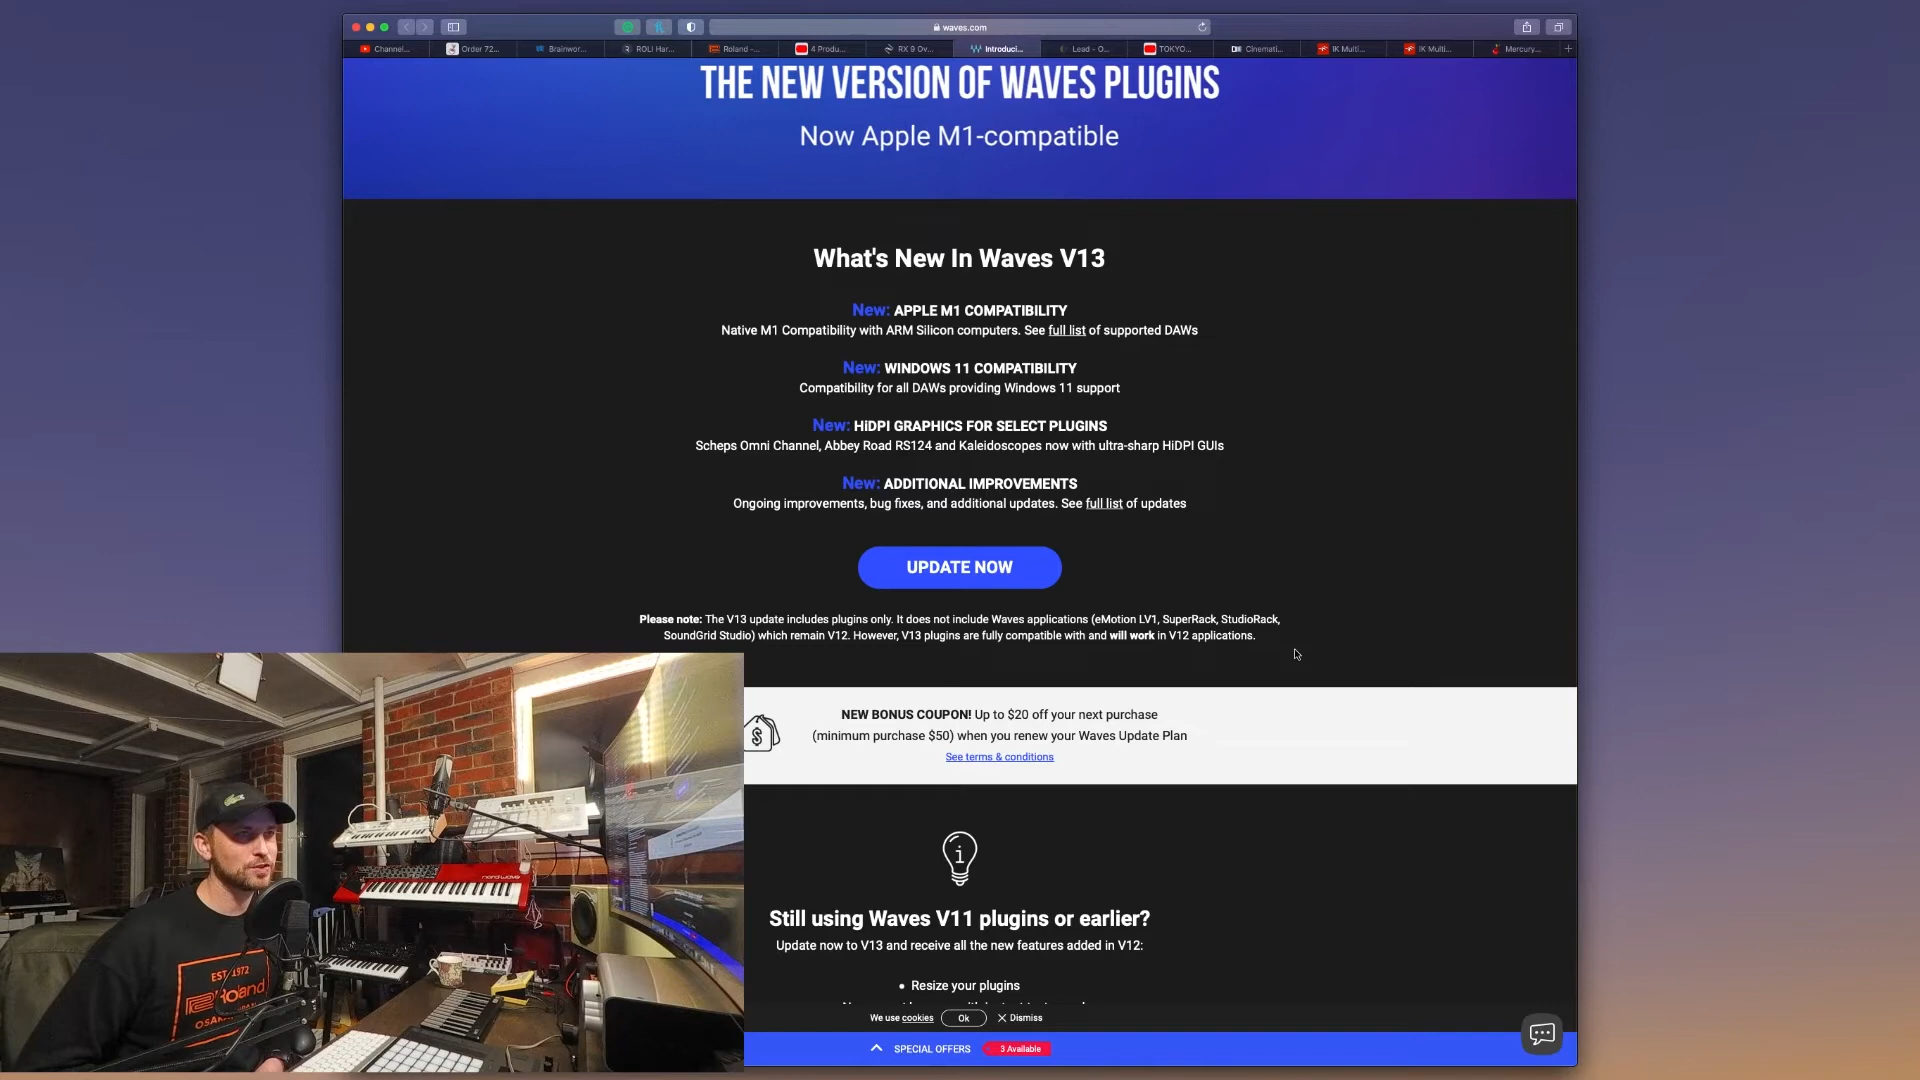 waves.com
Channel...
Order 72...
Brainwor...
ROLI Har...
Roland -...
4 Produ...
RX 9 Ov...
Introduci...
Lead - O...
TOKYO...
Cinemati...
IK Multi...
IK Multi...
Mercury...
THE NEW VERSION OF WAVES PLUGINS
Now Apple M1-compatible
What's New In Waves V13
New: APPLE M1 COMPATIBILITY
Native M1 Compatibility with ARM Silicon computers. See full list of supported DAWs
New: WINDOWS 11 COMPATIBILITY
Compatibility for all DAWs providing Windows 11 support
New: HiDPI GRAPHICS FOR SELECT PLUGINS
Scheps Omni Channel, Abbey Road RS124 and Kaleidoscopes now with ultra-sharp HiDPI GUIs
New: ADDITIONAL IMPROVEMENTS
Ongoing improvements, bug fixes, and additional updates. See full list of updates
UPDATE NOW
Please note: The V13 update includes plugins only. It does not include Waves applications (eMotion LV1, SuperRack, StudioRack,
SoundGrid Studio) which remain V12. However, V13 plugins are fully compatible with and will work in V12 applications.
NEW BONUS COUPON! Up to $20 off your next purchase
(minimum purchase $50) when you renew your Waves Update Plan
See terms & conditions
Still using Waves V11 plugins or earlier?
Update now to V13 and receive all the new features added in V12:
• Resize your plugins
We use cookies
Ok
Dismiss
SPECIAL OFFERS
3 Available
nord wave
EST. 1972
Roland